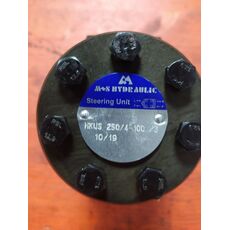 M+S HYDRAULIC
Steering Unit
HKUS 250/4-100 /3
10/19